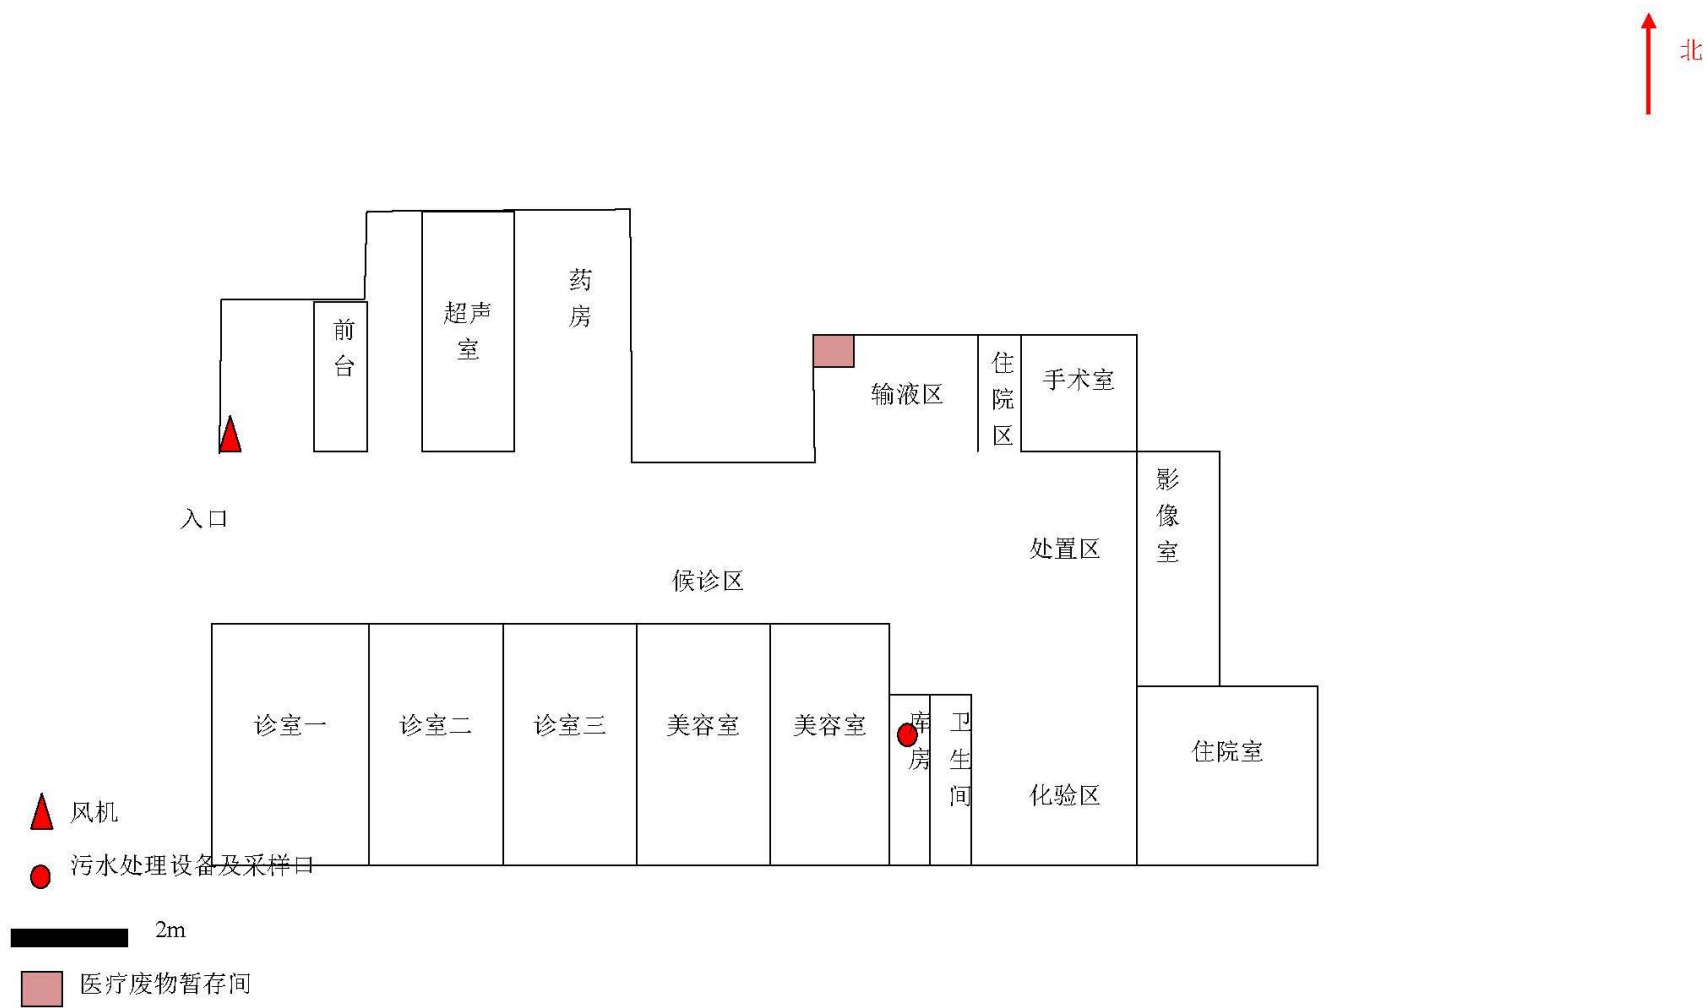 北
药
房
超声
室
前
台
住
院
区
手术室
输液区
影
像
室
入口
处置区
候诊区
诊室一
诊室二
诊室三
美容室
美容室
库
房
卫
生
间
住院室
化验区
风机
污水处理设备及采样口
2m
医疗废物暂存间